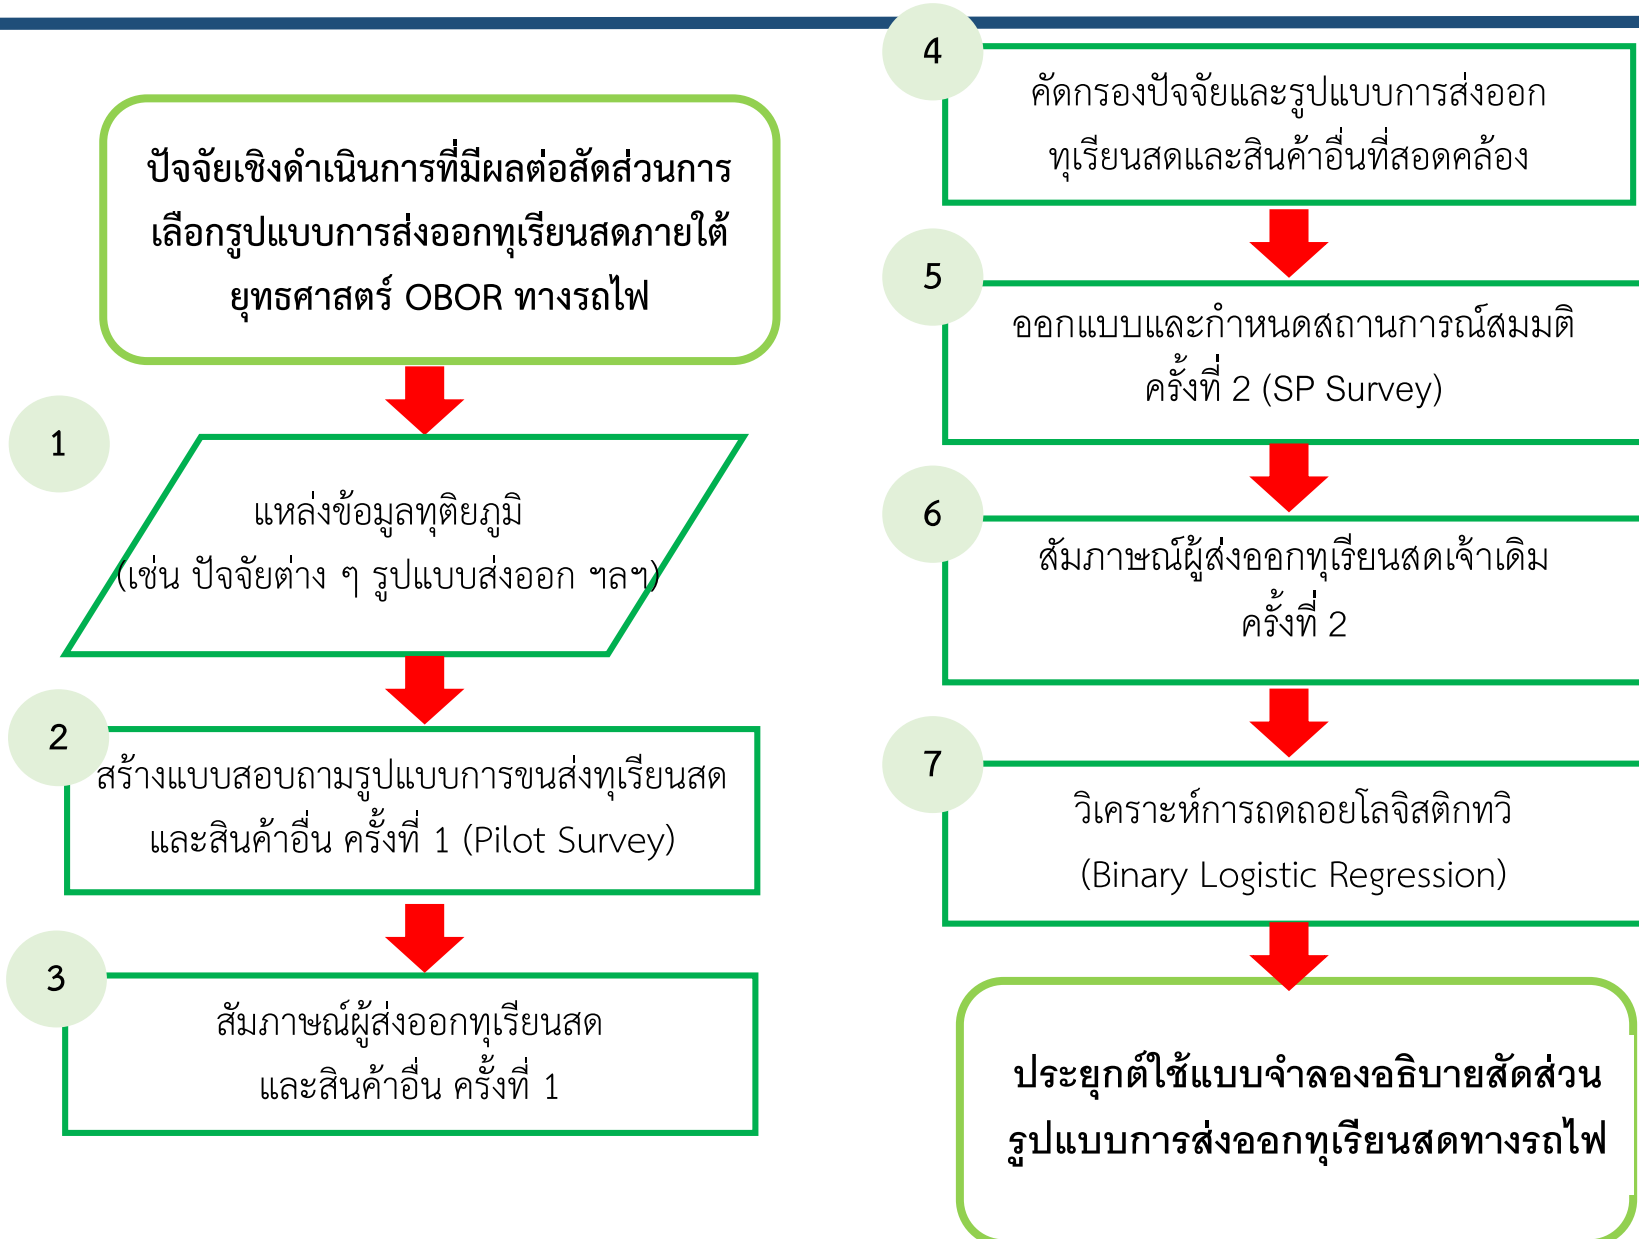 ปัจจัยเชิงดำเนินการที่มีผลต่อสัดส่วนการ
เลือกรูปแบบการส่งออกทุเรียนสดภายใต้
ยุทธศาสตร์ OBOR ทางรถไฟ
1
แหล่งข้อมูลทุติยภูมิ
(เช่น ปัจจัยต่าง ๆ รูปแบบส่งออก ฯลฯ)
2
สร้างแบบสอบถามรูปแบบการขนส่งทุเรียนสด
และสินค้าอื่น ครั้งที่ 1 (Pilot Survey)
3
สัมภาษณ์ผู้ส่งออกทุเรียนสด
และสินค้าอื่น ครั้งที่ 1
4
คัดกรองปัจจัยและรูปแบบการส่งออก
ทุเรียนสดและสินค้าอื่นที่สอดคล้อง
5
ออกแบบและกำหนดสถานการณ์สมมติ
ครั้งที่ 2 (SP Survey)
6
สัมภาษณ์ผู้ส่งออกทุเรียนสดเจ้าเดิม
ครั้งที่ 2
7
วิเคราะห์การถดถอยโลจิสติกทวิ
(Binary Logistic Regression)
ประยุกต์ใช้แบบจำลองอธิบายสัดส่วน
รูปแบบการส่งออกทุเรียนสดทางรถไฟ